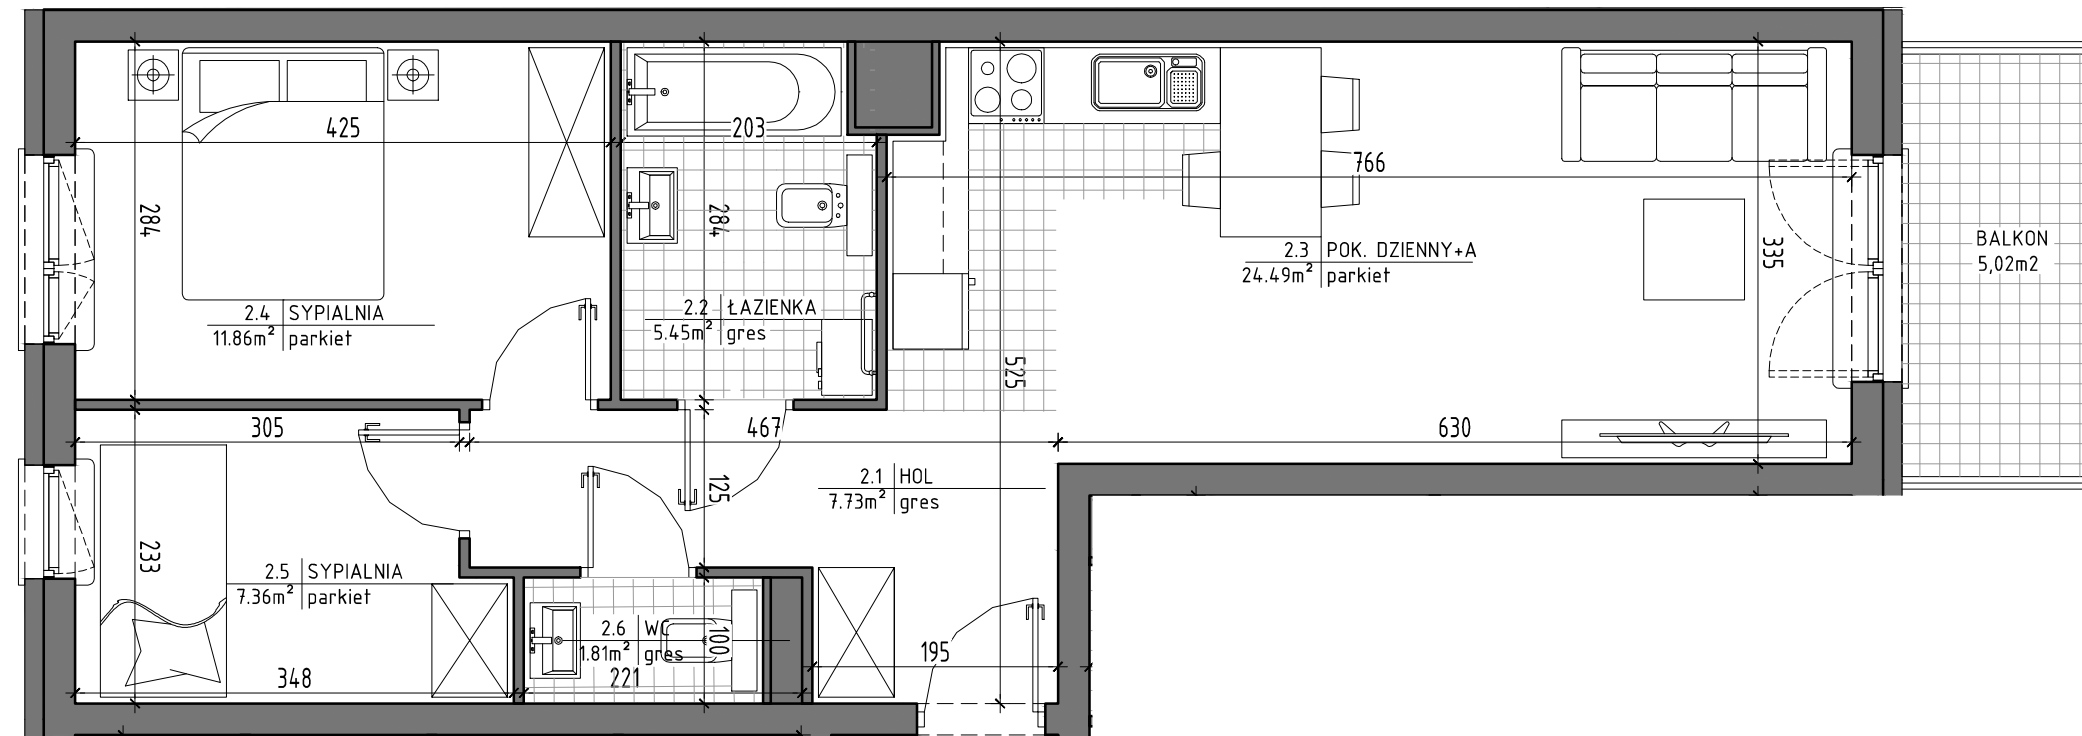 425
203
766
284
284
335
2.3 POK. DZIENNY+A
24.49m² parkiet
BALKON
5,02m2
2.4 SYPIALNIA
11.86m² parkiet
2.2 ŁAZIENKA
5.45m² gres
525
305
467
630
125
2.1 HOL
7.73m² gres
233
2.5 SYPIALNIA
7.36m² parkiet
2.6 WC
1.81m² gres
100
195
348
221